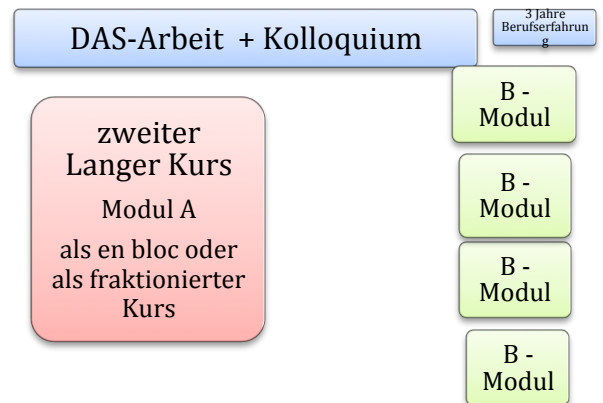 DAS-Arbeit + Kolloquium
3 Jahre
Berufserfahrun
g
zweiter
Langer Kurs
Modul A
als en bloc oder
als fraktionierter
Kurs
B -
Modul
B -
Modul
B -
Modul
B -
Modul